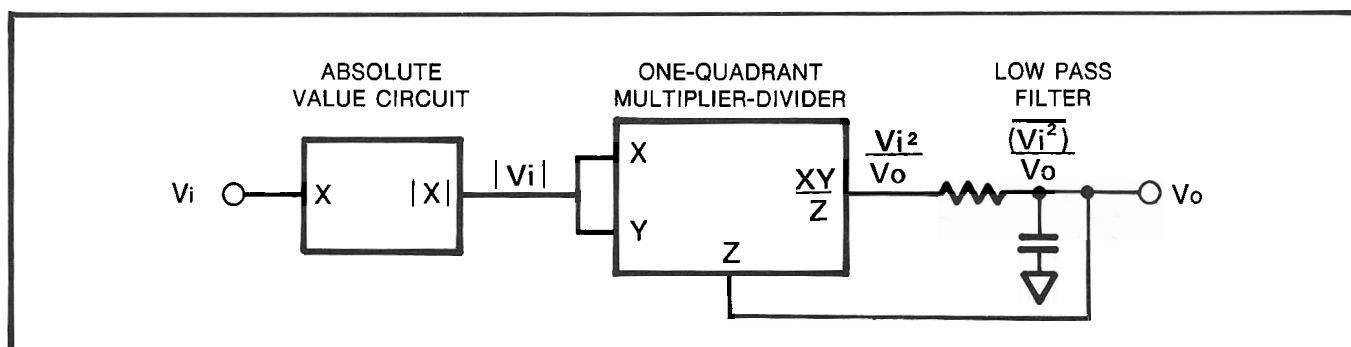 ABSOLUTE
VALUE CIRCUIT
ONE-QUADRANT
MULTIPLIER-DIVIDER
LOW PASS
FILTER
Vi
X
|X|
|Vi|
X
Y
Z
XY
Z
Vi²
Vo
(Vi²)
Vo
Vo